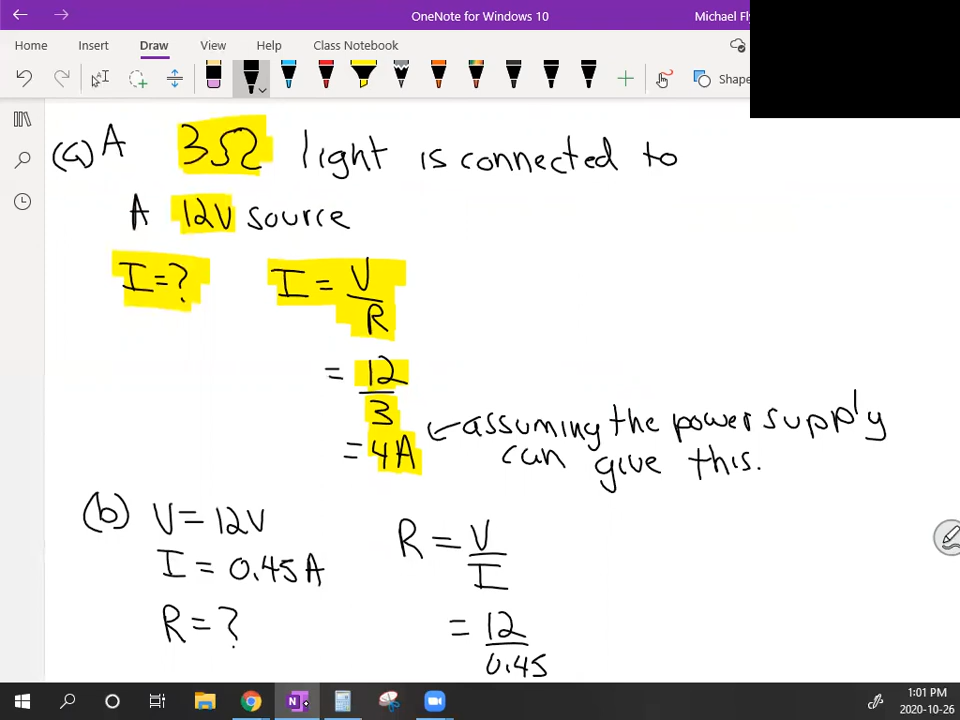 OneNote for Windows 10
Michael Fl
Home Insert Draw View Help Class Notebook
Shape
(a) A 3Ω light is connected to
A 12V source
I=? I = V
R
= 12
3
= 4A ← assuming the power supply
can give this.
(b) V = 12V
R = V
I
I = 0.45A
R = ?
= 12
0.45
1:01 PM
2020-10-26